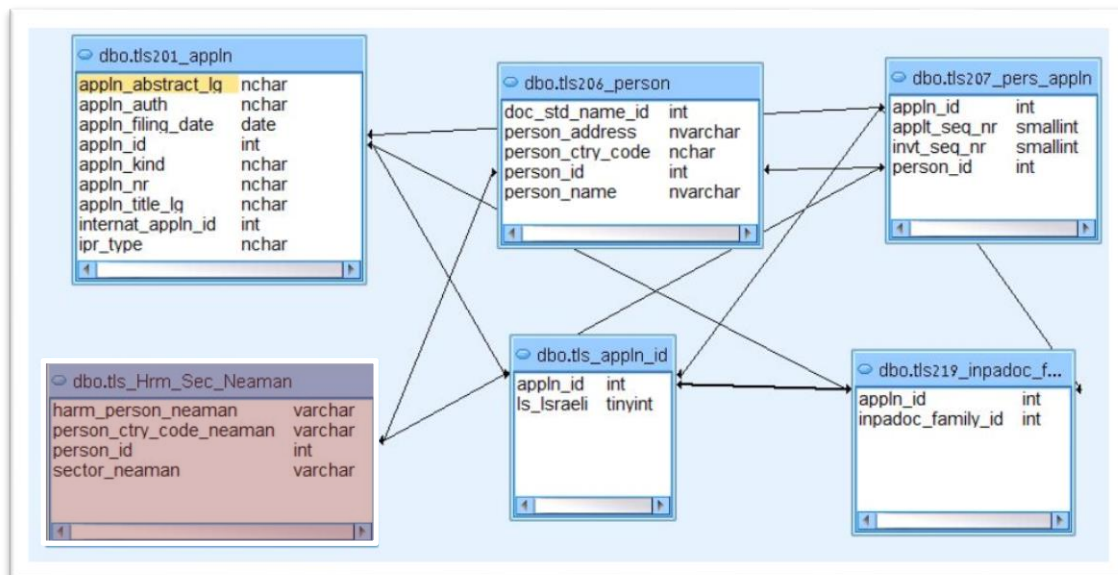 dbo.tls201_appln
appln_abstract_lg nchar
appln_auth nchar
appln_filing_date date
appln_id int
appln_kind nchar
appln_nr nchar
appln_title_lg nchar
internat_appln_id int
ipr_type nchar
dbo.tls206_person
doc_std_name_id int
person_address nvarchar
person_ctry_code nchar
person_id int
person_name nvarchar
dbo.tls207_pers_appln
appln_id int
applt_seq_nr smallint
invt_seq_nr smallint
person_id int
dbo.tls_Hrm_Sec_Neaman
harm_person_neaman varchar
person_ctry_code_neaman varchar
person_id int
sector_neaman varchar
dbo.tls_appln_id
appln_id int
Is_Israeli tinyint
dbo.tls219_inpadoc_f...
appln_id int
inpadoc_family_id int